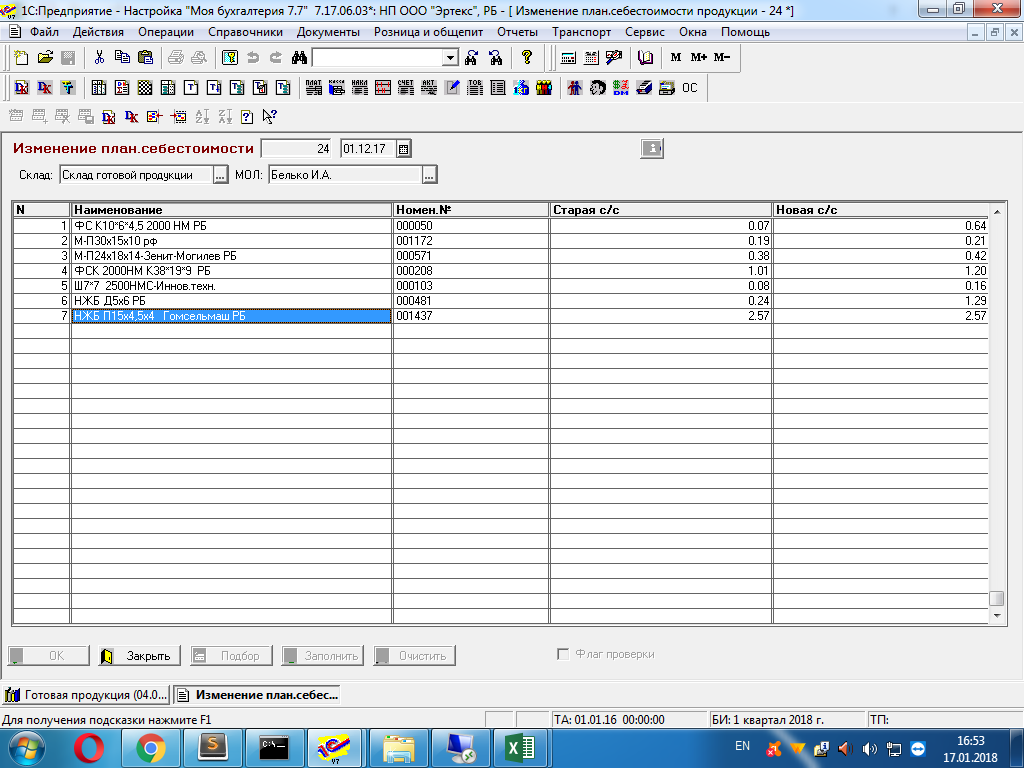 1С:Предприятие - Настройка "Моя бухгалтерия 7.7" 7.17.06.03*: НП ООО "Эртекс", РБ - [ Изменение план.себестоимости продукции - 24 *]
Файл Действия Операции Справочники Документы Розница и общепит Отчеты Транспорт Сервис Окна Помощь
M M+ M-
ОС
Изменение план.себестоимости 24 01.12.17
Склад: Склад готовой продукции ... МОЛ: Белько И.А. ...
N Наименование Номен.№ Старая с/с Новая с/с
1 ФС К10*6*4,5 2000 НМ РБ 000050 0.07 0.64
2 М-П30х15х10 рф 001172 0.19 0.21
3 М-П24х18х14-Зенит-Могилев РБ 000571 0.38 0.42
4 ФСК 2000НМ К38*19*9 РБ 000208 1.01 1.20
5 Ш7*7 2500НМС-Иннов.техн. 000103 0.08 0.16
6 НЖБ Д5х6 РБ 000481 0.24 1.29
7 НЖБ П15х4,5х4 Гомсельмаш РБ 001437 2.57 2.57
OK Закрыть Подбор Заполнить Очистить Флаг проверки
Готовая продукция (04.0... Изменение план.себес...
Для получения подсказки нажмите F1 ТА: 01.01.16 00:00:00 БИ: 1 квартал 2018 г. ТП:
EN 16:53
17.01.2018